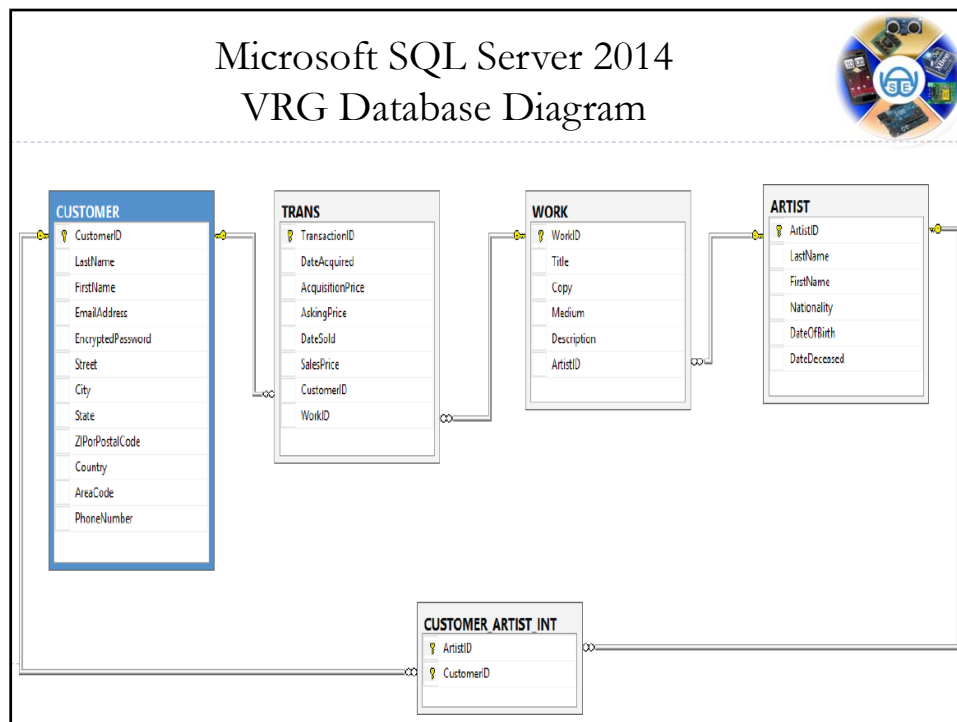 Microsoft SQL Server 2014
VRG Database Diagram
STE
CUSTOMER
CustomerID
LastName
FirstName
EmailAddress
EncryptedPassword
Street
City
State
ZIPorPostalCode
Country
AreaCode
PhoneNumber
TRANS
TransactionID
DateAcquired
AcquisitionPrice
AskingPrice
DateSold
SalesPrice
CustomerID
WorkID
WORK
WorkID
Title
Copy
Medium
Description
ArtistID
ARTIST
ArtistID
LastName
FirstName
Nationality
DateOfBirth
DateDeceased
CUSTOMER_ARTIST_INT
ArtistID
CustomerID